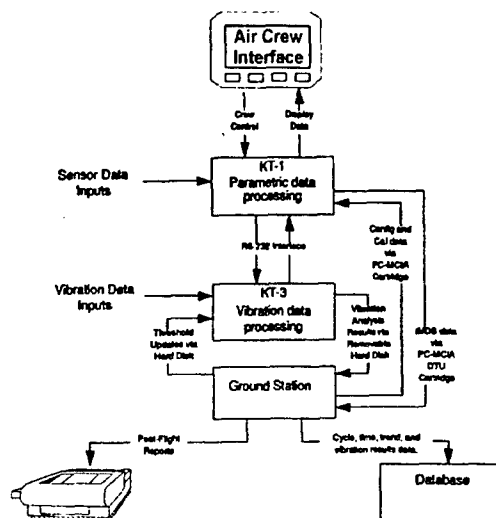 Air Crew
Interface
Crew
Control
Display
Data
KT-1
Parametric data
processing
Sensor Data
Inputs
RS-232 Interface
Config and
Cal data
via
PC-MCIA
Cartridge
KT-3
Vibration data
processing
Vibration Data
Inputs
Threshold
Updates via
Hard Disk
Vibration
Analysis
Results via
Removable
Hard Disk
data
via
PC-MCIA
DTU
Cartridge
Ground Station
Post-Flight
Reports
Cycle, time, trend, and
vibration results data.
Database